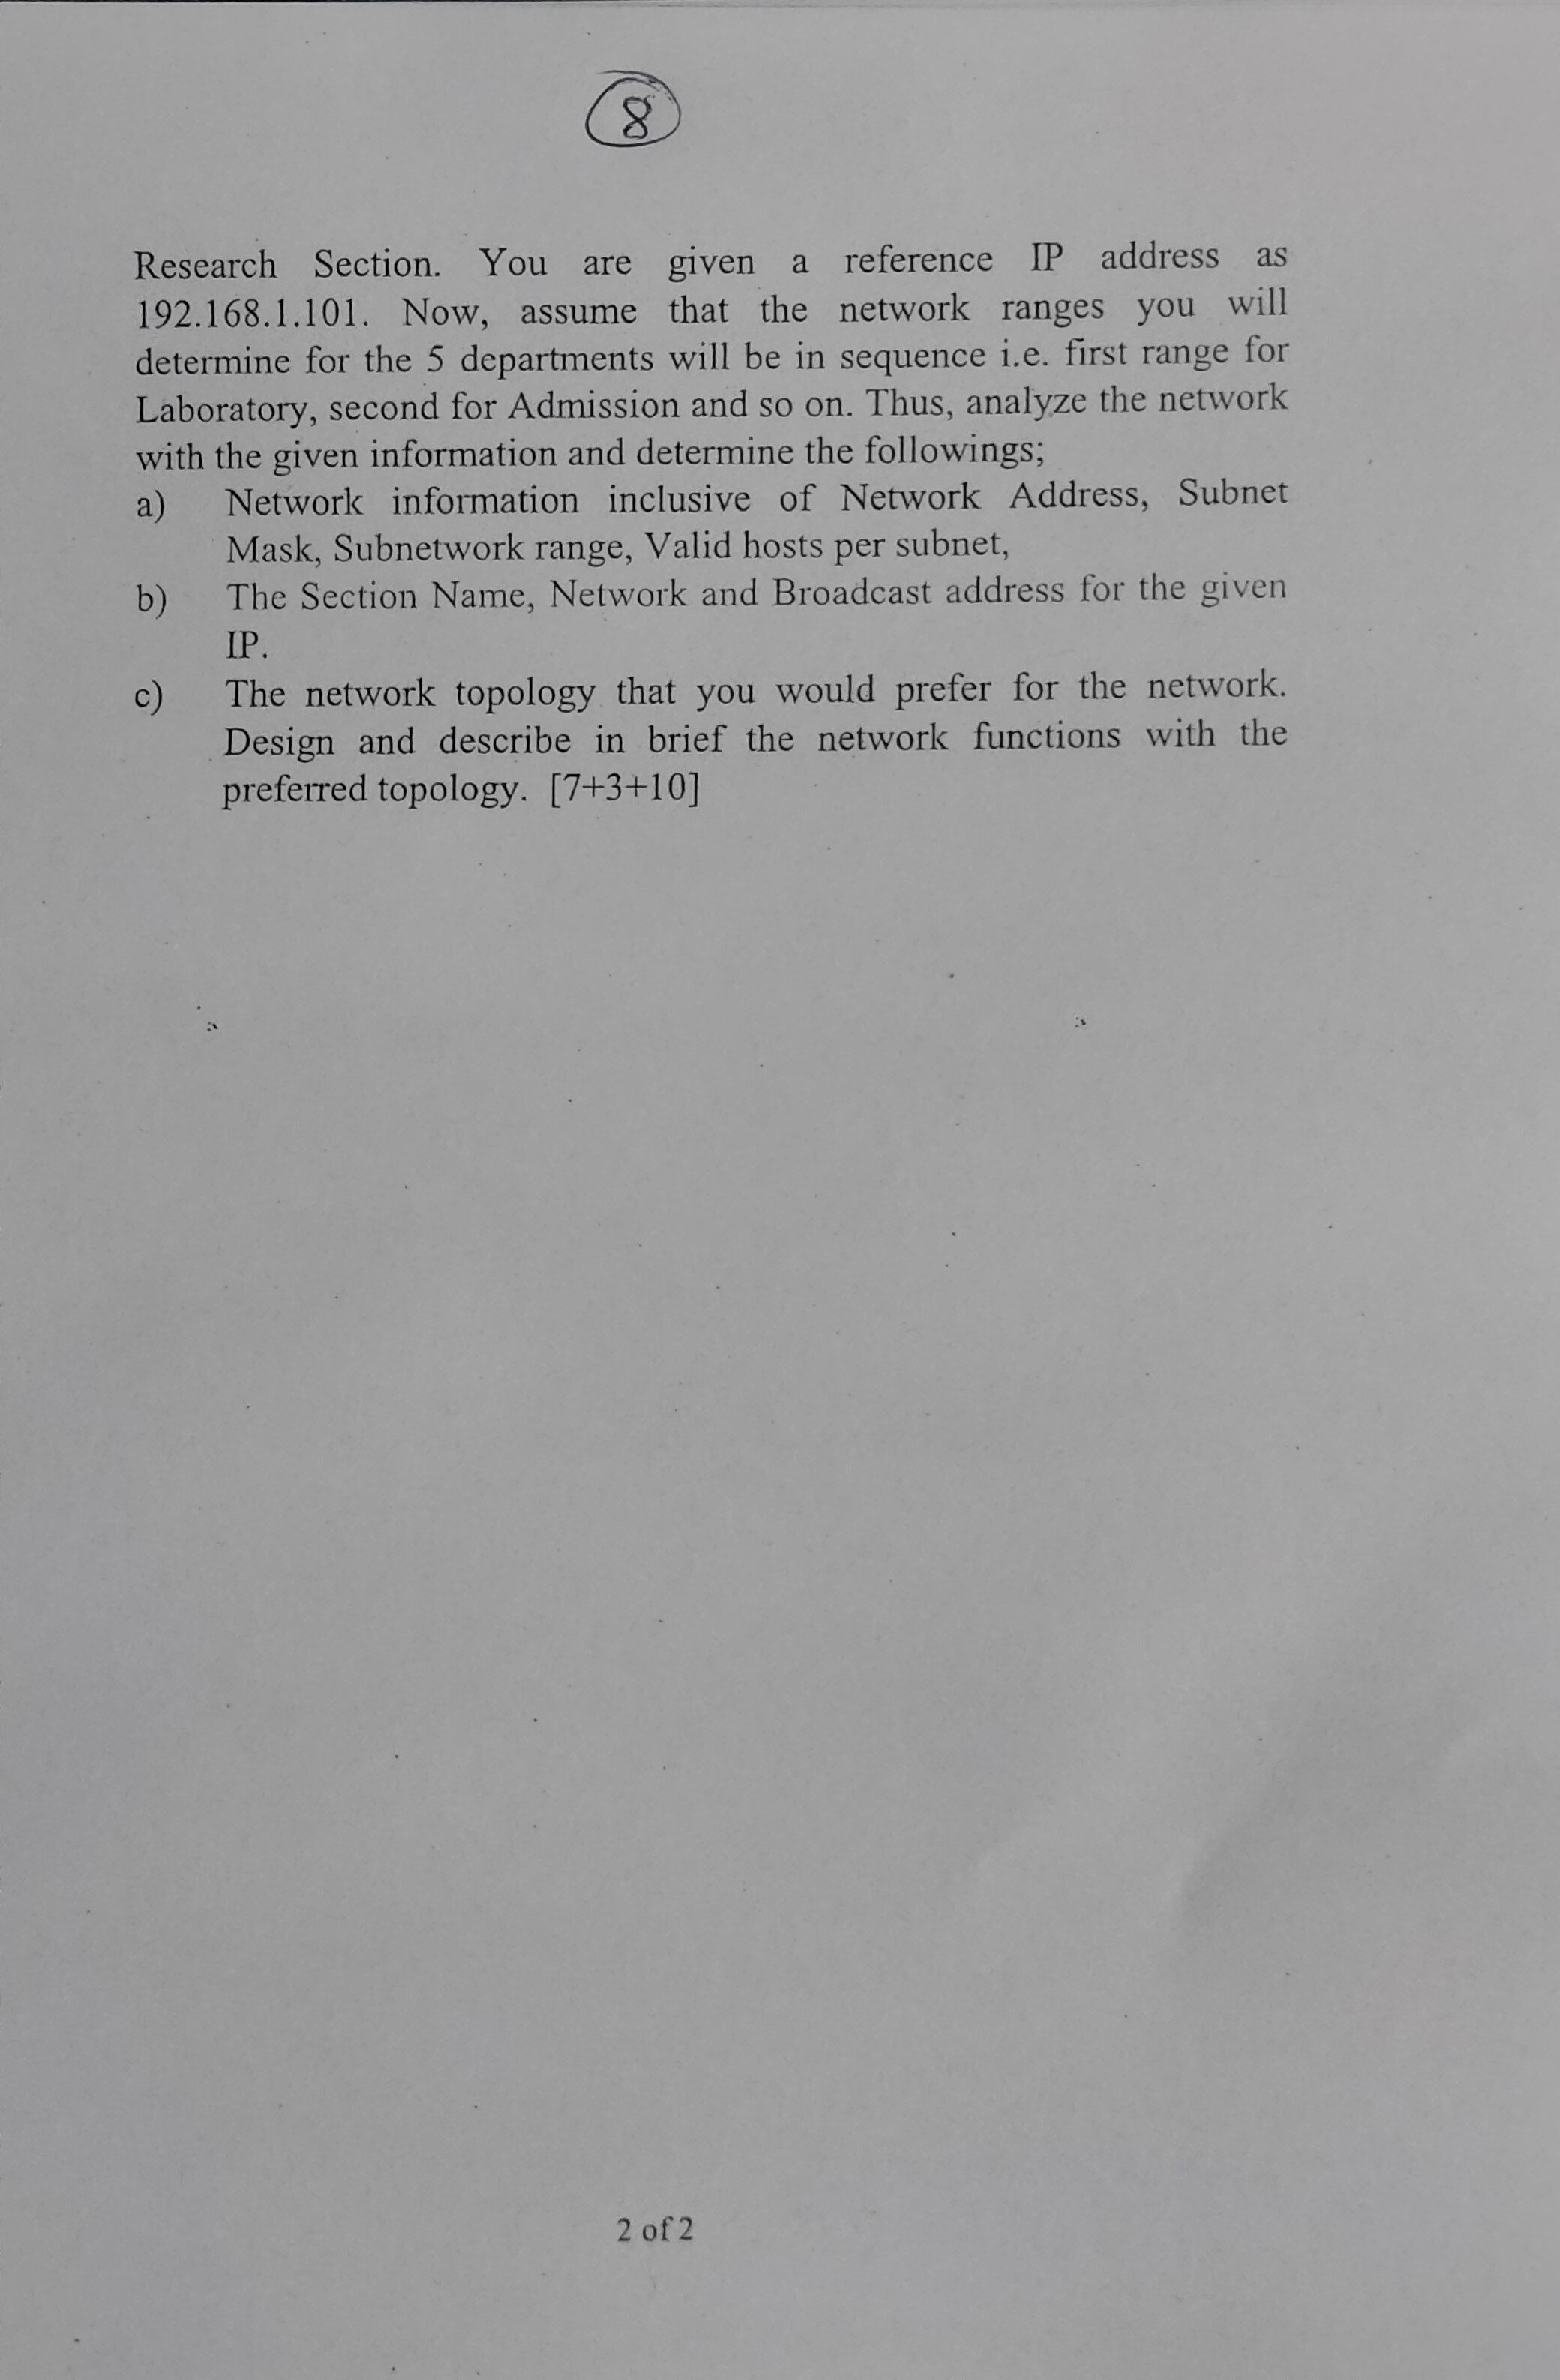 8
Research Section. You are given a reference IP address as
192.168.1.101. Now, assume that the network ranges you will
determine for the 5 departments will be in sequence i.e. first range for
Laboratory, second for Admission and so on. Thus, analyze the network
with the given information and determine the followings;
a) Network information inclusive of Network Address, Subnet
Mask, Subnetwork range, Valid hosts per subnet,
b) The Section Name, Network and Broadcast address for the given
IP.
c) The network topology that you would prefer for the network.
Design and describe in brief the network functions with the
preferred topology. [7+3+10]
2 of 2